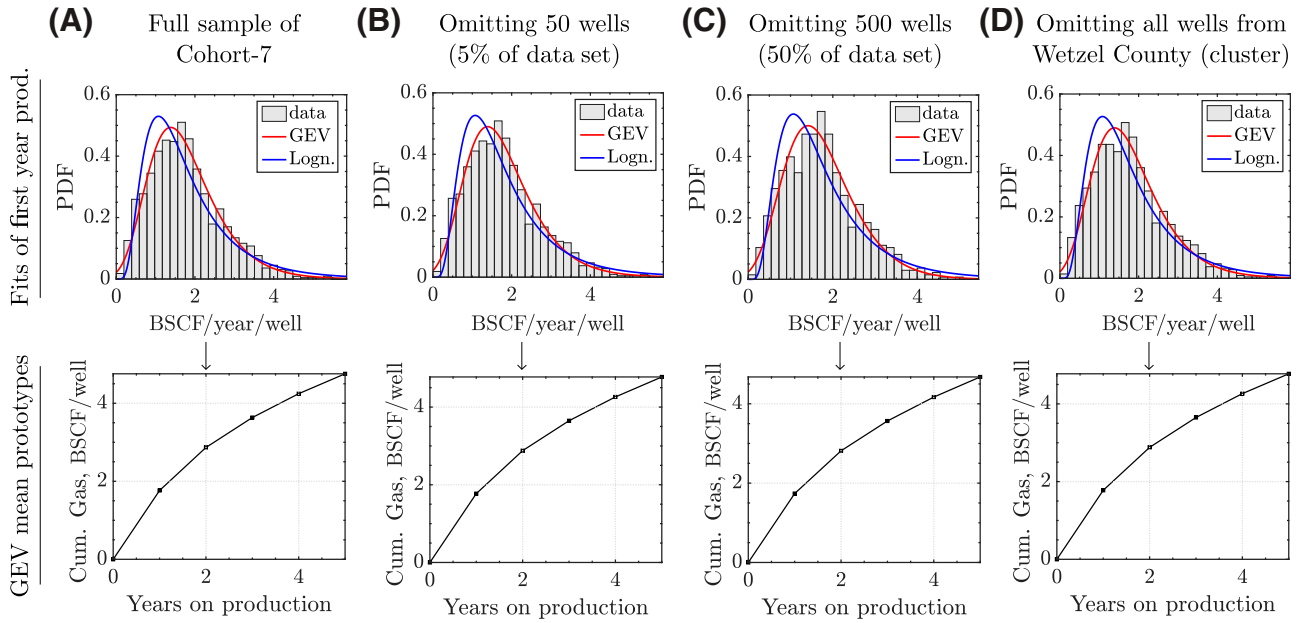 (A)
Full sample of
Cohort-7
(B)
Omitting 50 wells
(5% of data set)
(C)
Omitting 500 wells
(50% of data set)
(D)
Omitting all wells from
Wetzel County (cluster)
Fits of first year prod.
PDF
0.6
0.4
0.2
0
data
GEV
Logn.
0 2 4
BSCF/year/well
PDF
0.6
0.4
0.2
0
data
GEV
Logn.
0 2 4
BSCF/year/well
PDF
0.6
0.4
0.2
0
data
GEV
Logn.
0 2 4
BSCF/year/well
PDF
0.6
0.4
0.2
0
data
GEV
Logn.
0 2 4
BSCF/year/well
GEV mean prototypes
Cum. Gas, BSCF/well
4
2
0
0 2 4
Years on production
Cum. Gas, BSCF/well
4
2
0
0 2 4
Years on production
Cum. Gas, BSCF/well
4
2
0
0 2 4
Years on production
Cum. Gas, BSCF/well
4
2
0
0 2 4
Years on production